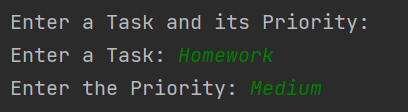 Enter a Task and its Priority:
Enter a Task: Homework
Enter the Priority: Medium